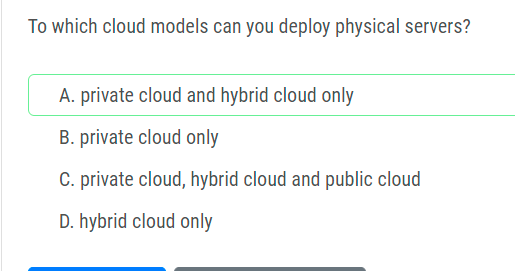 To which cloud models can you deploy physical servers?
A. private cloud and hybrid cloud only
B. private cloud only
C. private cloud, hybrid cloud and public cloud
D. hybrid cloud only